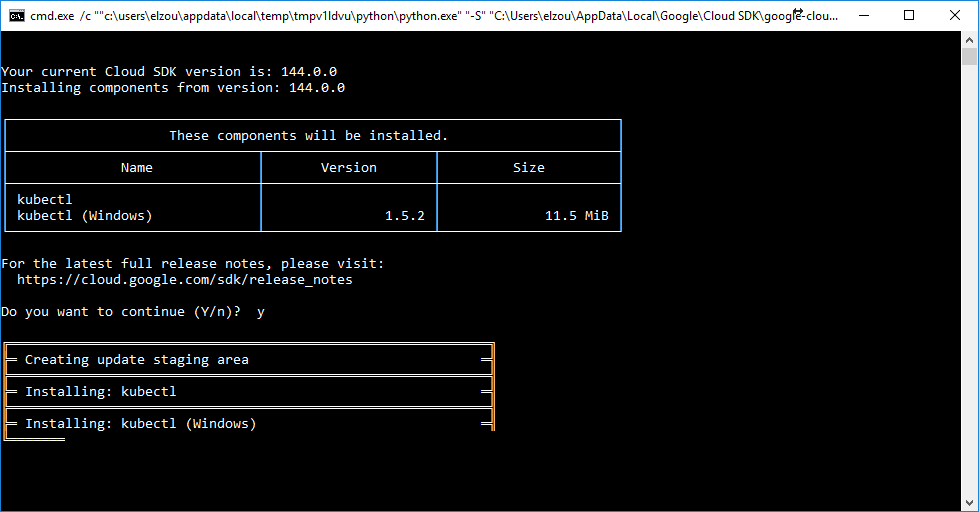 cmd.exe /c ""c:\users\elzou\appdata\local\temp\tmpv1ldvu\python\python.exe" "-S" "C:\Users\elzou\AppData\Local\Google\Cloud SDK\google-clou...
Your current Cloud SDK version is: 144.0.0
Installing components from version: 144.0.0
These components will be installed.
Name Version Size
kubectl
kubectl (Windows) 1.5.2 11.5 MiB
For the latest full release notes, please visit:
https://cloud.google.com/sdk/release_notes
Do you want to continue (Y/n)? y
Creating update staging area
Installing: kubectl
Installing: kubectl (Windows)